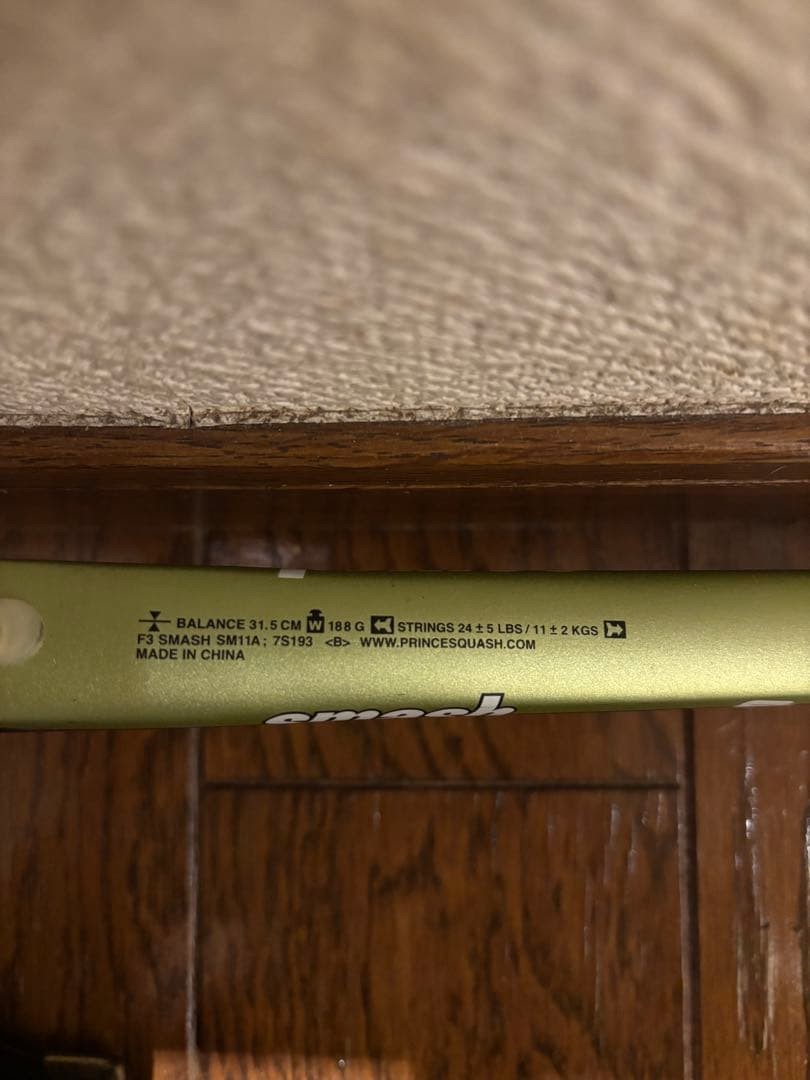 BALANCE 31.5 CM W 188 G STRINGS 24 ± 5 LBS / 11 ± 2 KGS
F3 SMASH SM11A ; 7S193 <B> WWW.PRINCESQUASH.COM
MADE IN CHINA
smash